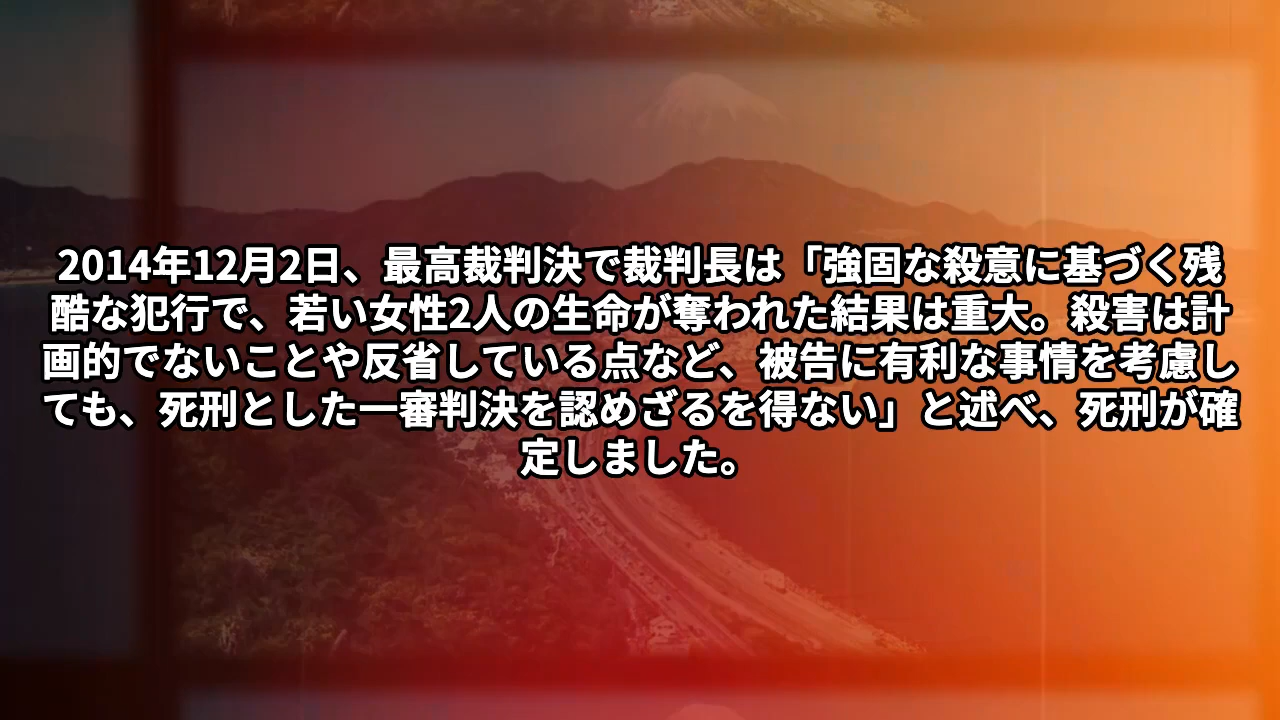 2014年12月2日、最高裁判決で裁判長は「強固な殺意に基づく残
酷な犯行で、若い女性2人の生命が奪われた結果は重大。殺害は計
画的でないことや反省している点など、被告に有利な事情を考慮し
ても、死刑とした一審判決を認めざるを得ない」と述べ、死刑が確
定しました。